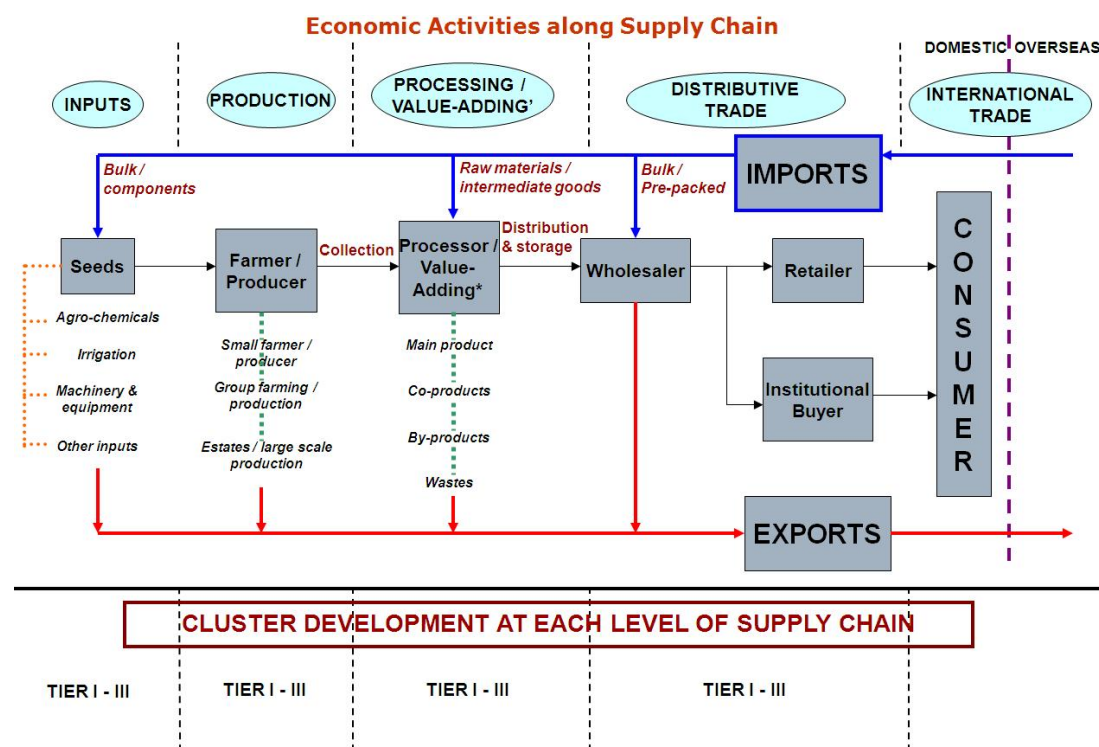 Economic Activities along Supply Chain
DOMESTIC OVERSEAS
INPUTS
PRODUCTION
PROCESSING /
VALUE-ADDING’
DISTRIBUTIVE
TRADE
INTERNATIONAL
TRADE
Bulk /
components
Raw materials /
intermediate goods
Bulk /
Pre-packed
IMPORTS
Seeds
Farmer /
Producer
Collection
Processor /
Value-
Adding*
Distribution
& storage
Wholesaler
Retailer
Institutional
Buyer
CONSUMER
Agro-chemicals
Irrigation
Machinery &
equipment
Other inputs
Small farmer /
producer
Group farming /
production
Estates / large scale
production
Main product
Co-products
By-products
Wastes
EXPORTS
CLUSTER DEVELOPMENT AT EACH LEVEL OF SUPPLY CHAIN
TIER I - III
TIER I - III
TIER I - III
TIER I - III